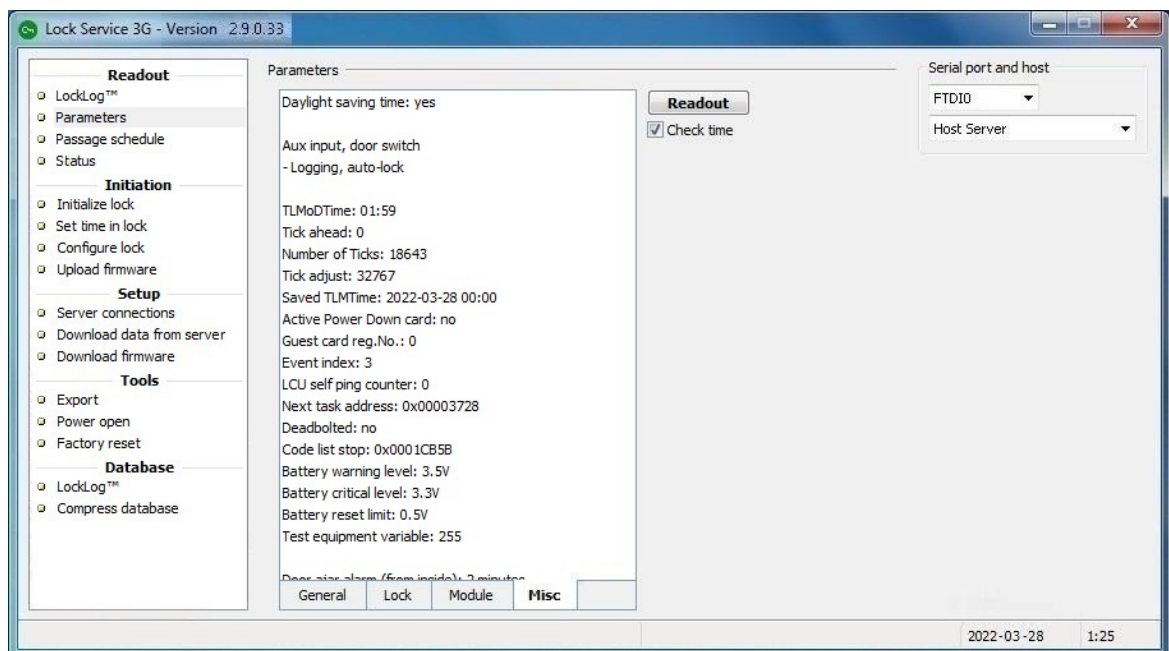 Lock Service 3G - Version 2.9.0.33
Readout
LockLog™
Parameters
Passage schedule
Status
Initiation
Initialize lock
Set time in lock
Configure lock
Upload firmware
Setup
Server connections
Download data from server
Download firmware
Tools
Export
Power open
Factory reset
Database
LockLog™
Compress database
Parameters
Daylight saving time: yes
Aux input, door switch
- Logging, auto-lock
TLMoDTime: 01:59
Tick ahead: 0
Number of Ticks: 18643
Tick adjust: 32767
Saved TLMTime: 2022-03-28 00:00
Active Power Down card: no
Guest card reg.No.: 0
Event index: 3
LCU self ping counter: 0
Next task address: 0x00003728
Deadbolted: no
Code list stop: 0x0001CB5B
Battery warning level: 3.5V
Battery critical level: 3.3V
Battery reset limit: 0.5V
Test equipment variable: 255
Door ajar alarm (from inside): 2 minutes
General Lock Module Misc
Readout
Check time
Serial port and host
FTDI0
Host Server
2022-03-28 1:25